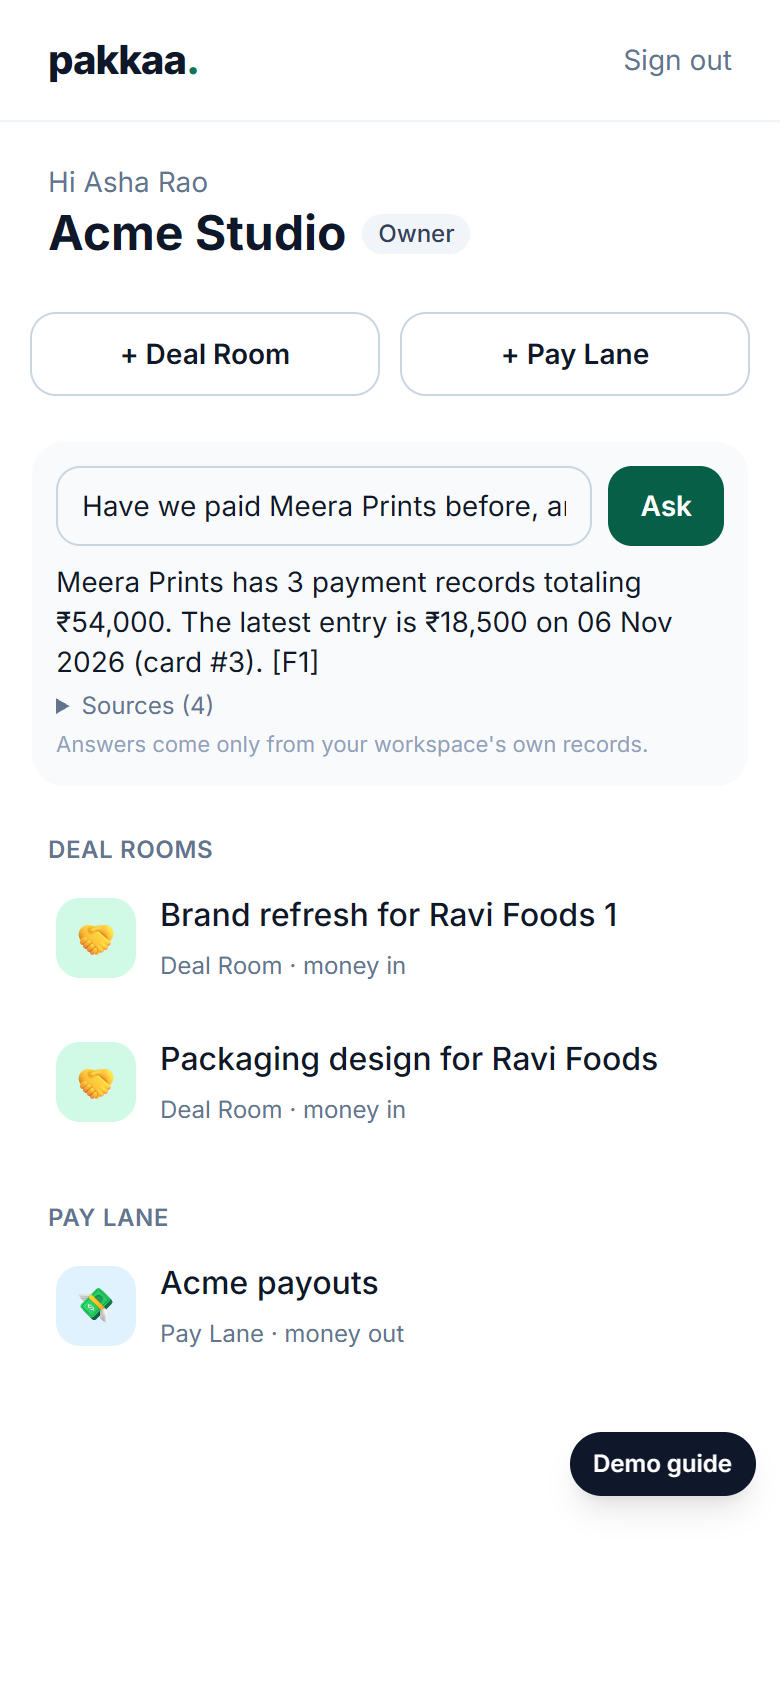 pakkaa.
Sign out
Hi Asha Rao
Acme Studio
Owner
+ Deal Room
+ Pay Lane
Have we paid Meera Prints before,
Ask
Meera Prints has 3 payment records totaling
₹54,000. The latest entry is ₹18,500 on 06 Nov
2026 (card #3). [F1]
▶ Sources (4)
Answers come only from your workspace's own records.
DEAL ROOMS
Brand refresh for Ravi Foods 1
Deal Room · money in
Packaging design for Ravi Foods
Deal Room · money in
PAY LANE
Acme payouts
Pay Lane · money out
Demo guide